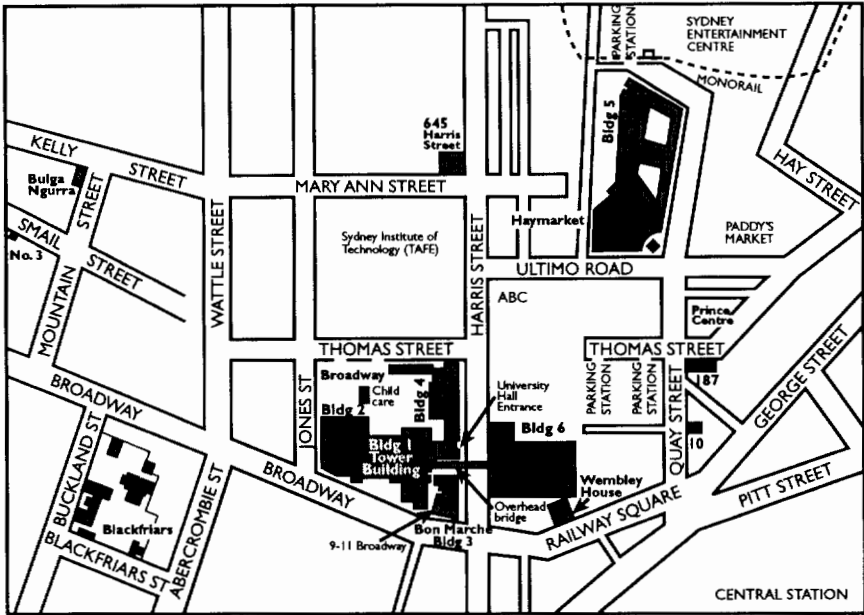 PARKING
STATION
SYDNEY
ENTERTAINMENT
CENTRE
MONORAIL
645
Harris
Street
Bldg 5
KELLY
STREET
HAY STREET
Bulga
Ngurra
STREET
MARY ANN STREET
SMAIL
STREET
No. 3
WATTLE STREET
Sydney Institute of
Technology (TAFE)
HARRIS STREET
Haymarket
PADDY'S
MARKET
ULTIMO ROAD
MOUNTAIN
ABC
Prince
Centre
THOMAS STREET
THOMAS STREET
BROADWAY
JONES ST
Broadway
Child
care
Bldg 4
University
Hall
Entrance
PARKING
STATION
PARKING
STATION
QUAY STREET
187
GEORGE STREET
Bldg 2
Bldg 1
Tower
Building
Bldg 6
10
BUCKLAND ST
BROADWAY
Overhead
bridge
Wembley
House
PITT STREET
Blackfriars
ABERCROMBIE ST
Bon Marche
Bldg 3
9-11 Broadway
RAILWAY SQUARE
BLACKFRIARS ST
CENTRAL STATION